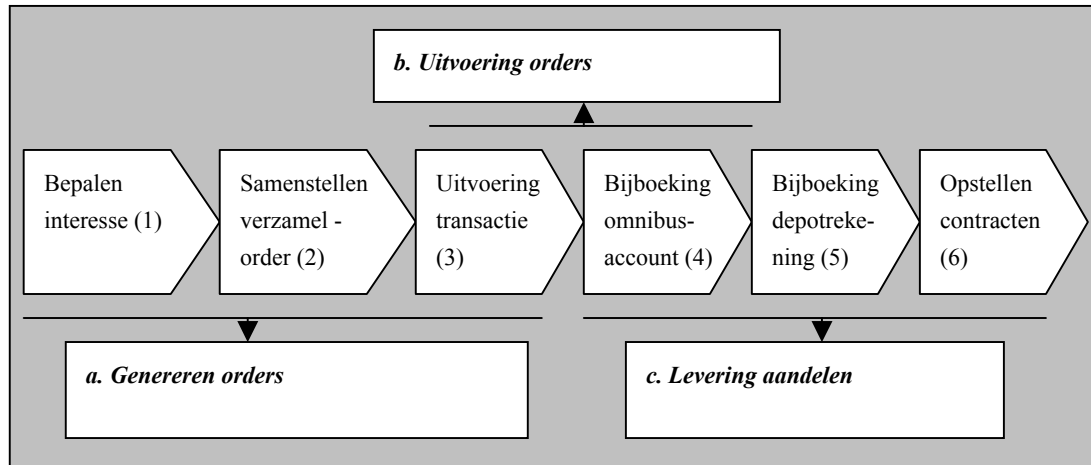 b. Uitvoering orders
Bepalen
interesse (1)
Samenstellen
verzamel -
order (2)
Uitvoering
transactie
(3)
Bijboeking
omnibus-
account (4)
Bijboeking
depotreke-
ning (5)
Opstellen
contracten
(6)
a. Genereren orders
c. Levering aandelen